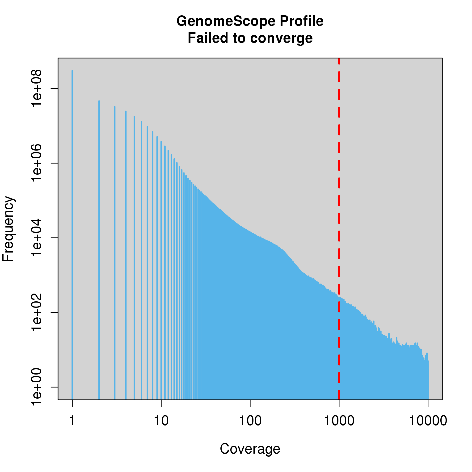 GenomeScope Profile
Failed to converge
Frequency
1e+08
1e+06
1e+04
1e+02
1e+00
1 10 100 1000 10000
Coverage